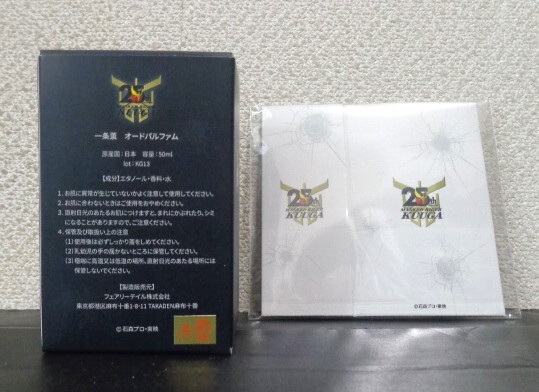 25th
一条薫 オードパルファム
原産国：日本 容量：50ml
lot：KG13
【成分】エタノール・香料・水
1. お肌に異常が生じていないかよく注意して使用してください。
2. お肌に合わないときはご使用をおやめください。
3. 直射日光のあたるお肌につけますと、まれにかぶれたり、シミ
になることがありますので、ご注意ください。
4. 保管及び取扱い上の注意
(1)使用後は必ずしっかり蓋をしめてください。
(2)乳幼児の手の届かないところに保管してください。
(3)極端に高温又は低温の場所、直射日光のあたる場所には
保管しないでください。
【製造販売元】
フェアリーテイル株式会社
東京都港区麻布十番1-8-11 TAKADEN麻布十番
©石森プロ・東映
25th
MASKED RIDER
KUUGA
25th
MASKED RIDER
KUUGA
©石森プロ・東映